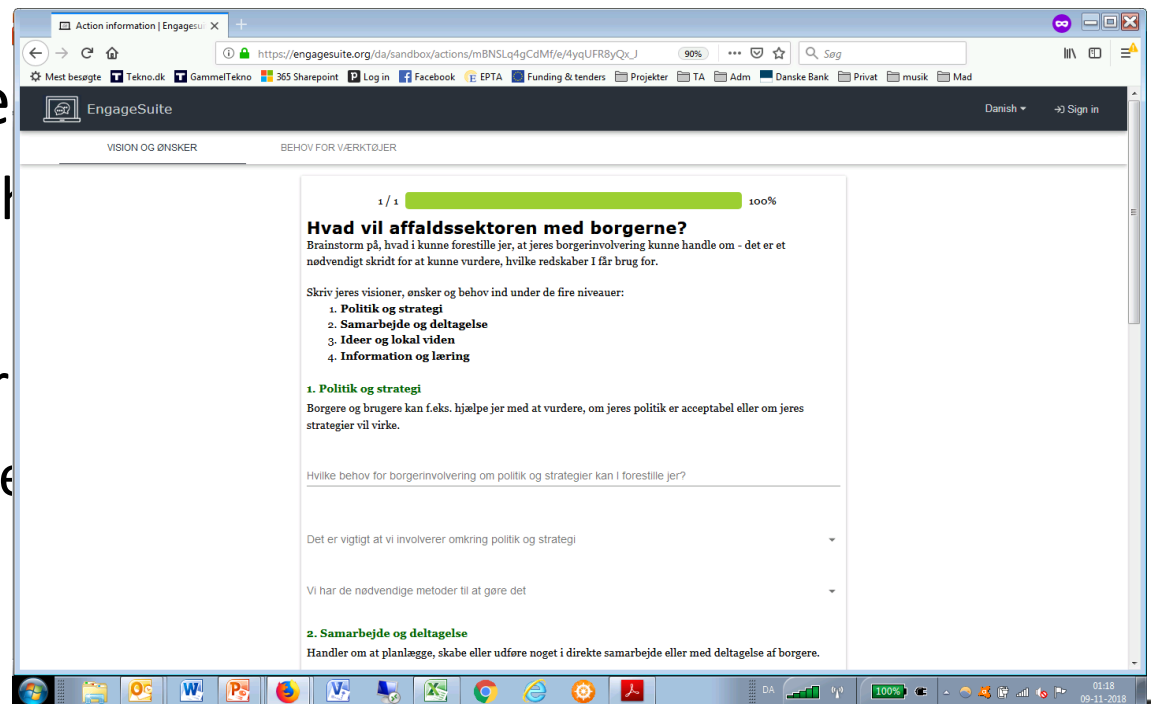 Action information | Engagesu
https://engagesuite.org/da/sandbox/actions/mBNSLq4gCdMf/e/4yqUFR8yQx_J
90%
Søg
Mest besøgte Tekno.dk GammelTekno 365 Sharepoint Log in Facebook EPTA Funding & tenders Projekter TA Adm Danske Bank Privat musik Mad
EngageSuite
Danish
Sign in
VISION OG ØNSKER
BEHOV FOR VÆRKTØJER
1 / 1
100%
Hvad vil affaldssektoren med borgerne?
Brainstorm på, hvad i kunne forestille jer, at jeres borgerinvolvering kunne handle om - det er et
nødvendigt skridt for at kunne vurdere, hvilke redskaber I får brug for.
Skriv jeres visioner, ønsker og behov ind under de fire niveauer:
1. Politik og strategi
2. Samarbejde og deltagelse
3. Ideer og lokal viden
4. Information og læring
1. Politik og strategi
Borgere og brugere kan f.eks. hjælpe jer med at vurdere, om jeres politik er acceptabel eller om jeres
strategier vil virke.
Hvilke behov for borgerinvolvering om politik og strategier kan I forestille jer?
Det er vigtigt at vi involverer omkring politik og strategi
Vi har de nødvendige metoder til at gøre det
2. Samarbejde og deltagelse
Handler om at planlægge, skabe eller udføre noget i direkte samarbejde eller med deltagelse af borgere.
DA
100%
01:18
09-11-2018